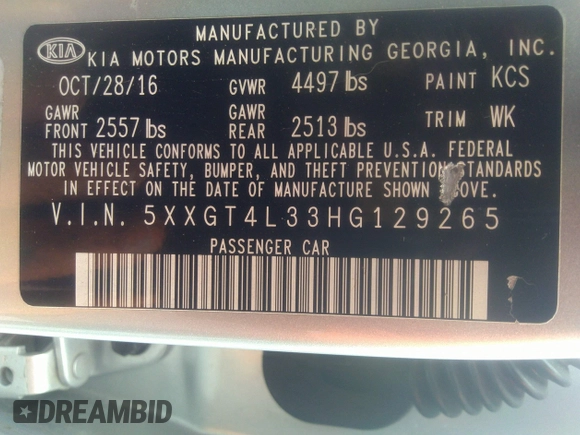 MANUFACTURED BY
KIA KIA MOTORS MANUFACTURING GEORGIA, INC.
OCT/28/16 GVWR 4497 lbs PAINT KCS
GAWR FRONT 2557 lbs GAWR REAR 2513 lbs TRIM WK
THIS VEHICLE CONFORMS TO ALL APPLICABLE U.S.A. FEDERAL
MOTOR VEHICLE SAFETY, BUMPER, AND THEFT PREVENTION STANDARDS
IN EFFECT ON THE DATE OF MANUFACTURE SHOWN ABOVE.
V.I.N. 5XXGT4L33HG129265
PASSENGER CAR
DREAMBID